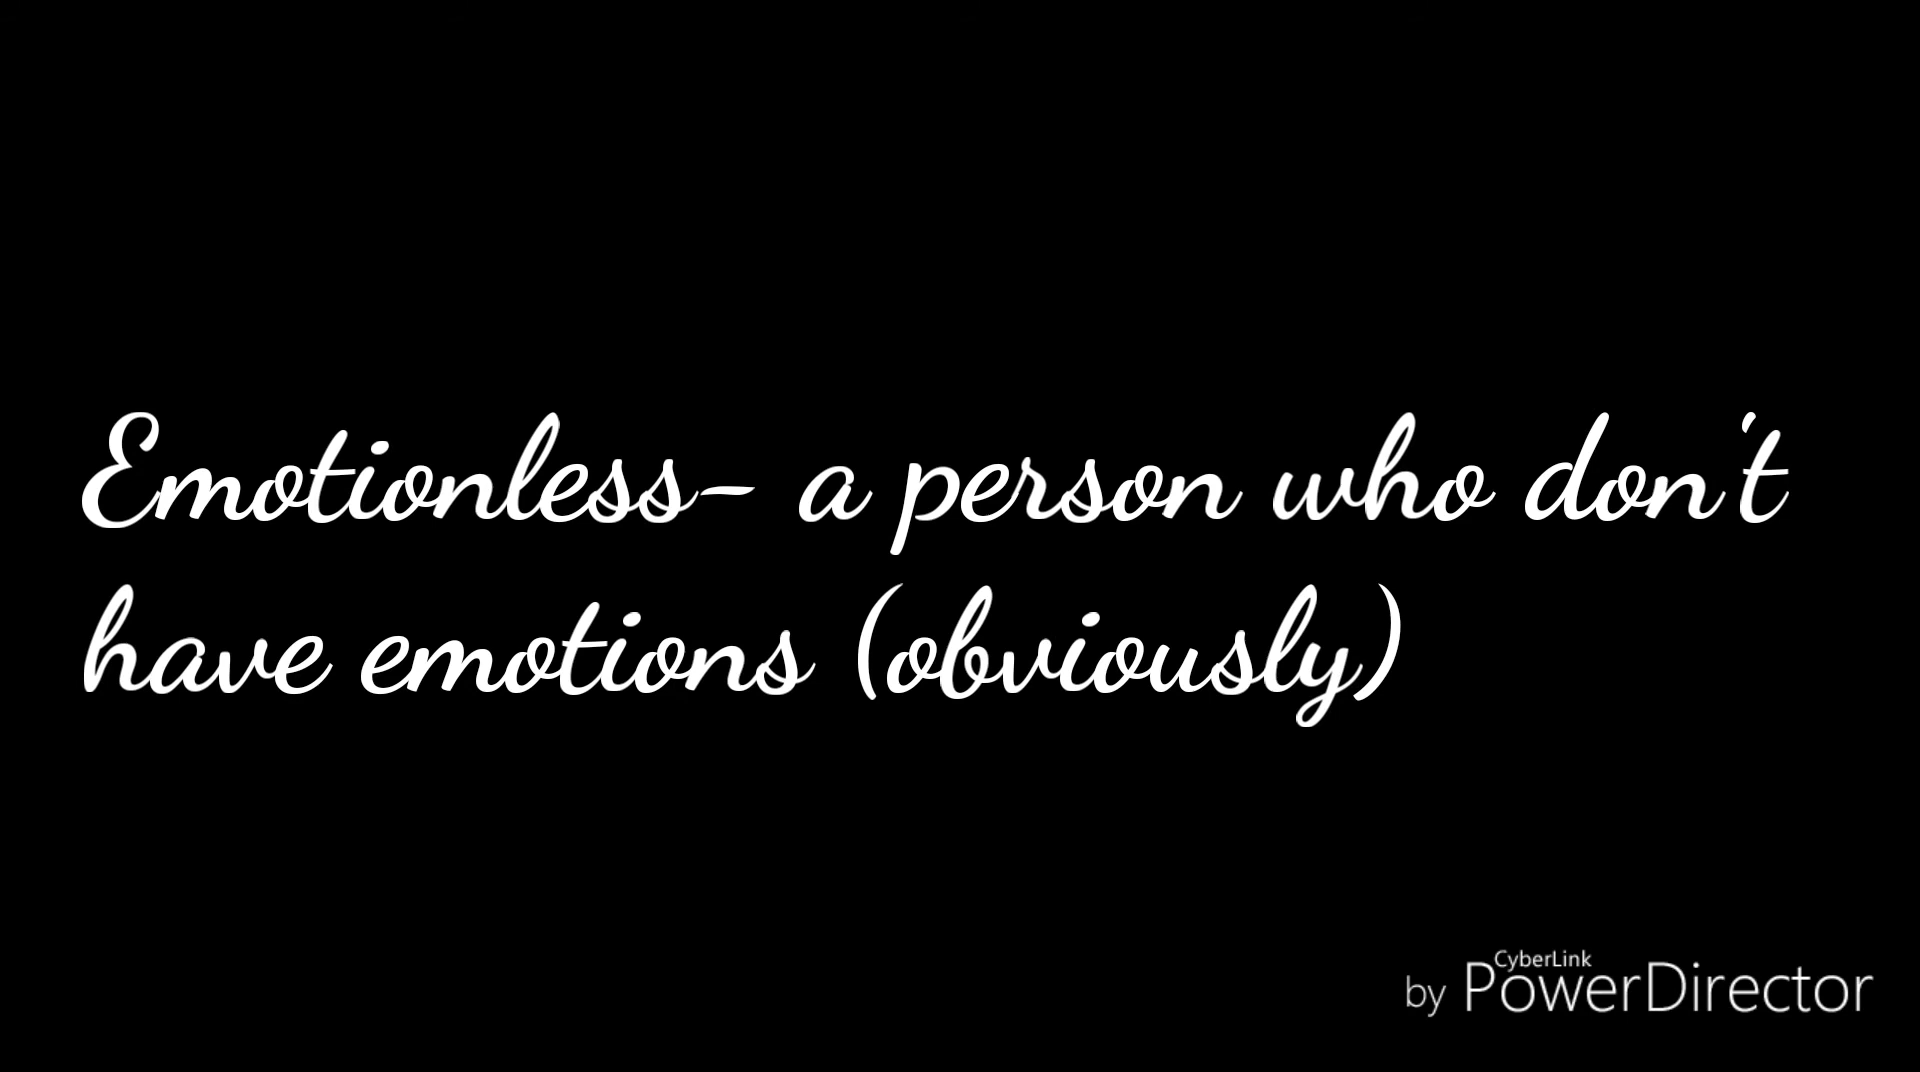 Emotionless- a person who don't
have emotions (obviously)
by CyberLink PowerDirector